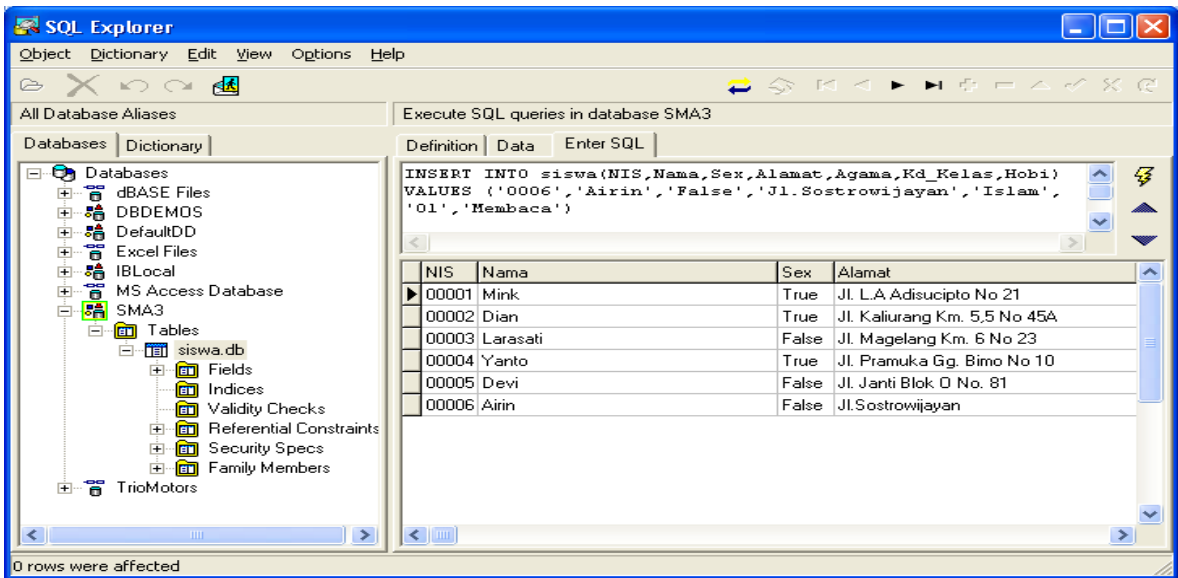 SQL Explorer
Object Dictionary Edit View Options Help
All Database Aliases
Execute SQL queries in database SMA3
Databases Dictionary
Definition Data Enter SQL
Databases
dBASE Files
DBDEMOS
DefaultDD
Excel Files
IBLocal
MS Access Database
SMA3
Tables
siswa.db
Fields
Indices
Validity Checks
Referential Constraints
Security Specs
Family Members
TrioMotors
INSERT INTO siswa(NIS,Nama,Sex,Alamat,Agama,Kd_Kelas,Hobi)
VALUES ('0006','Airin','False','Jl.Sostrowijayan','Islam',
'01','Membaca')
NIS Nama Sex Alamat
00001 Mink True Jl. L.A Adisucipto No 21
00002 Dian True Jl. Kaliurang Km. 5,5 No 45A
00003 Larasati False Jl. Magelang Km. 6 No 23
00004 Yanto True Jl. Pramuka Gg. Bimo No 10
00005 Devi False Jl. Janti Blok O No. 81
00006 Airin False Jl.Sostrowijayan
0 rows were affected